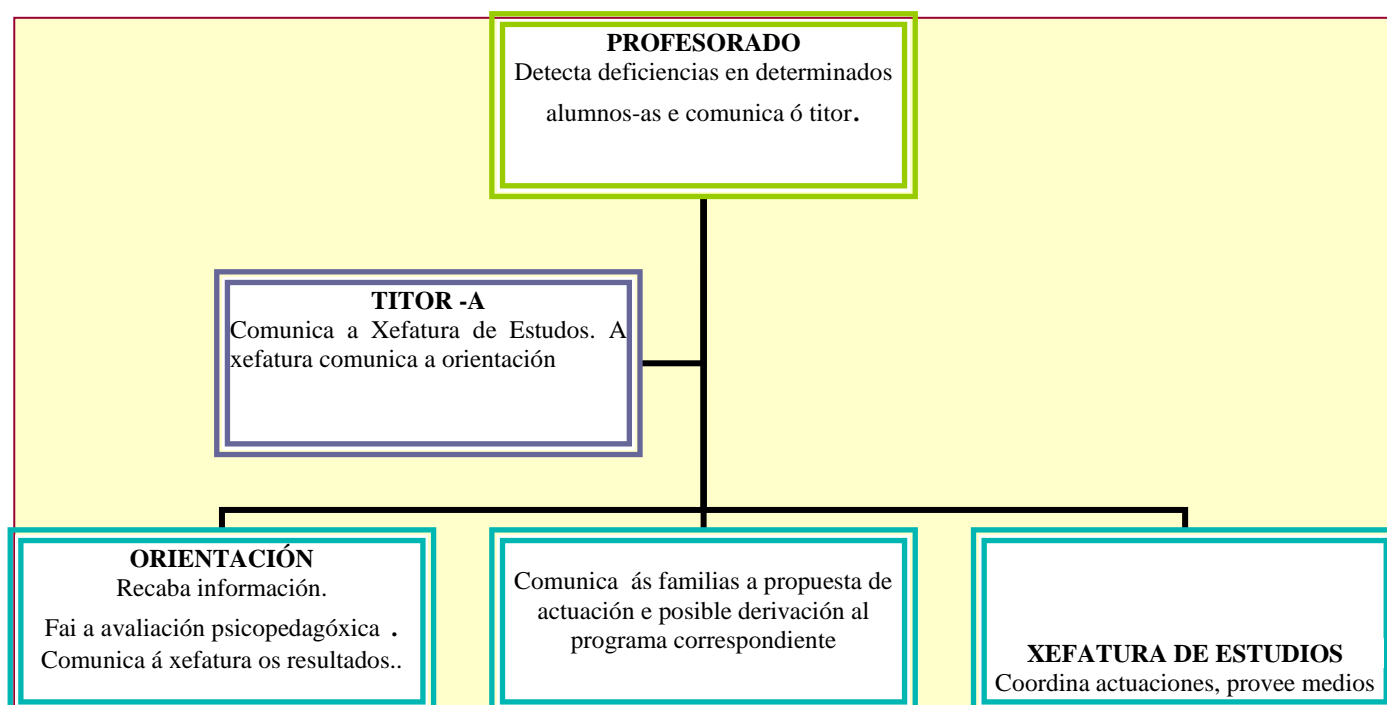 PROFESORADO
Detecta deficiencias en determinados
alumnos-as e comunica ó titor.
TITOR -A
Comunica a Xefatura de Estudos. A
xefatura comunica a orientación
ORIENTACIÓN
Recaba información.
Fai a avaliación psicopedagóxica .
Comunica á xefatura os resultados..
Comunica ás familias a propuesta de
actuación e posible derivación al
programa correspondiente
XEFATURA DE ESTUDIOS
Coordina actuaciones, provee medios